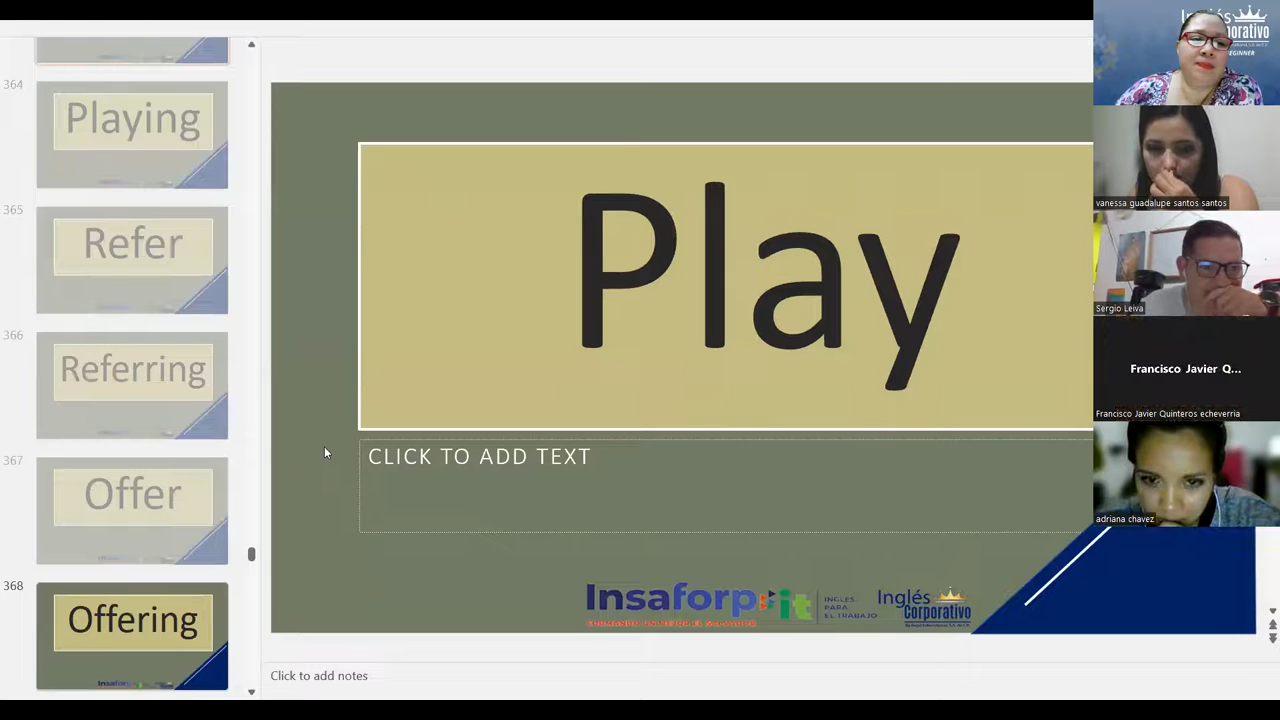 364
Playing
365
Refer
366
Referring
367
Offer
368
Offering
Play
CLICK TO ADD TEXT
Insaforp
it
INGLES
PARA
EL TRABAJO
Inglés
Corporativo
Click to add notes
vanessa guadalupe santos santos
Sergio Leiva
Francisco Javier Q...
Francisco Javier Quinteros echeverria
adriana chavez